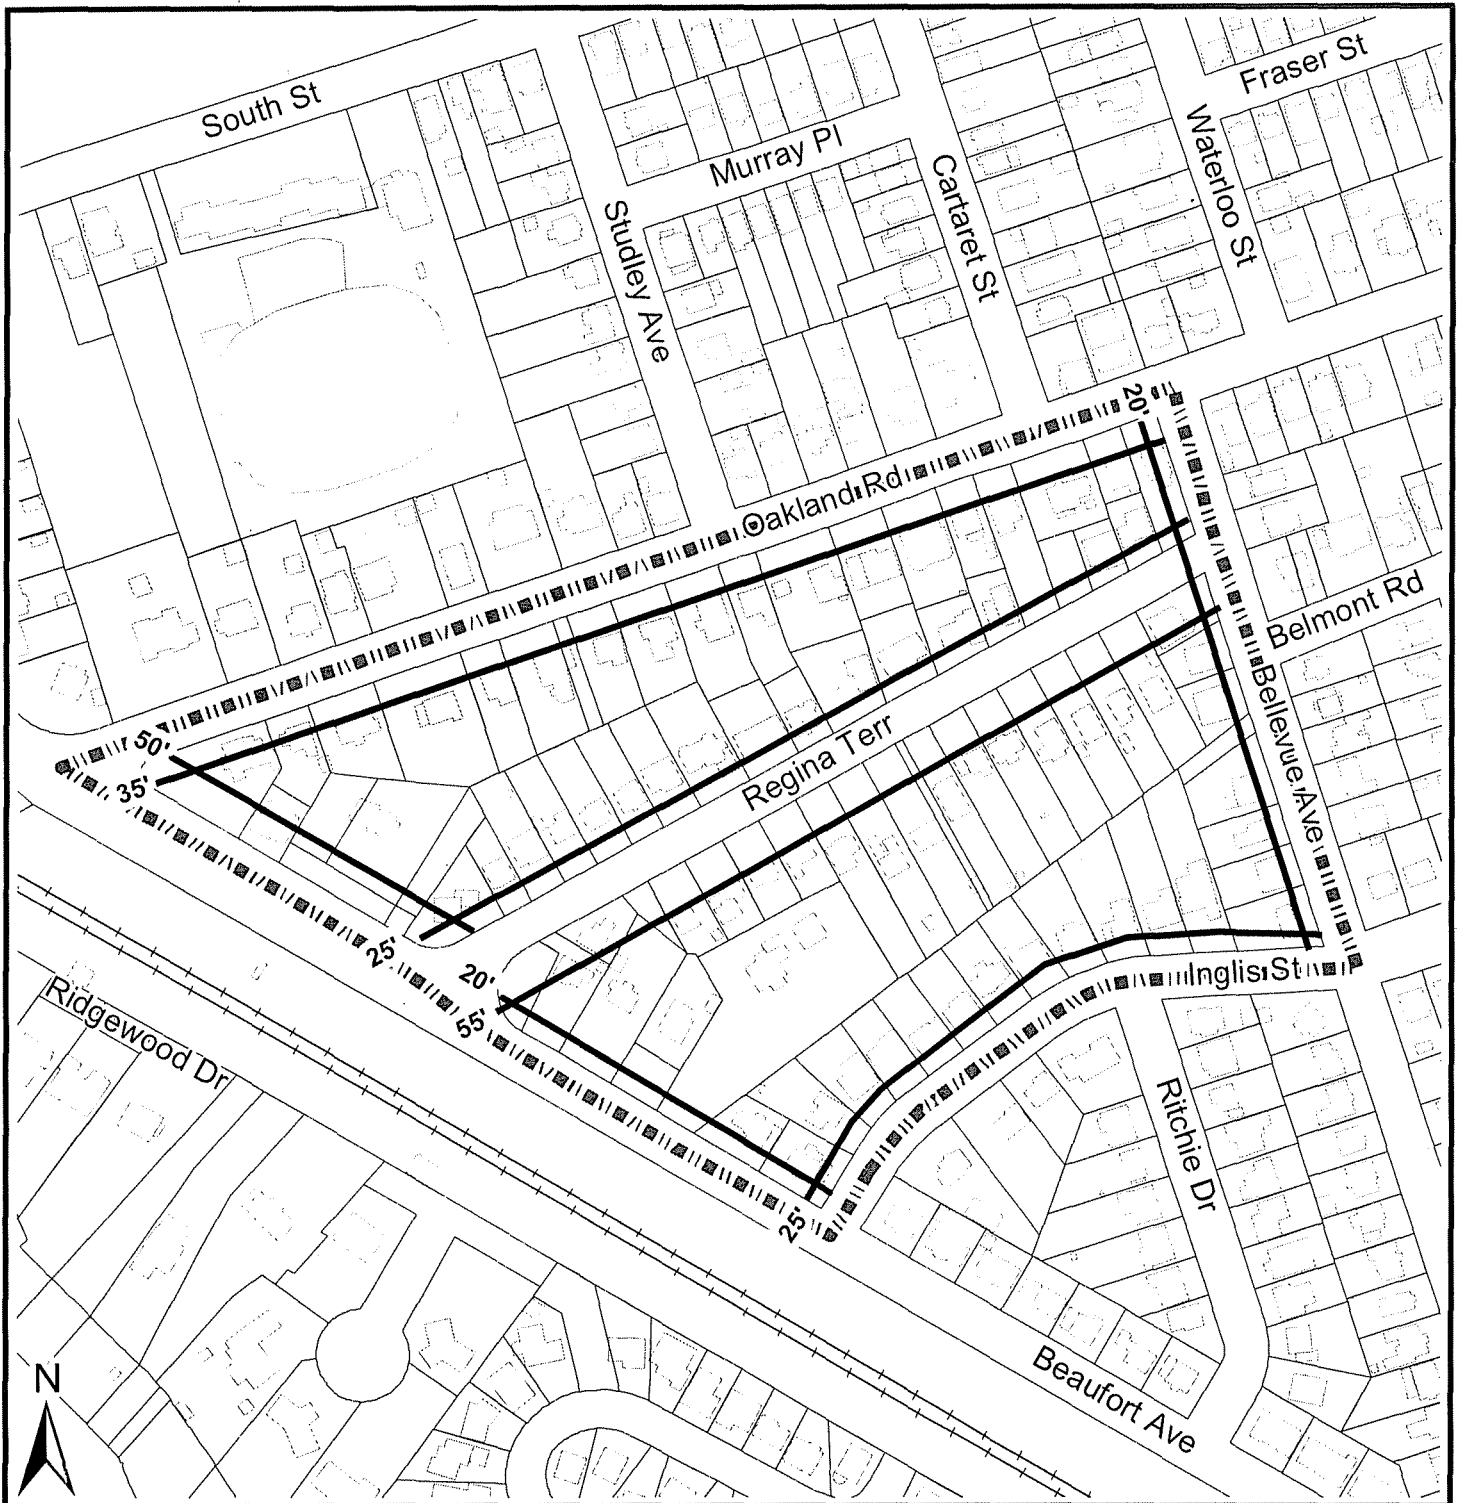 South St
Fraser St
Murray Pl
Waterloo St
Cartaret St
Studley Ave
20'
Oakland Rd
Belmont Rd
Bellevue Ave
50'
35'
Regina Terr
25'
20'
55'
Inglis St
Ridgewood Dr
Ritchie Dr
25'
Beaufort Ave
N